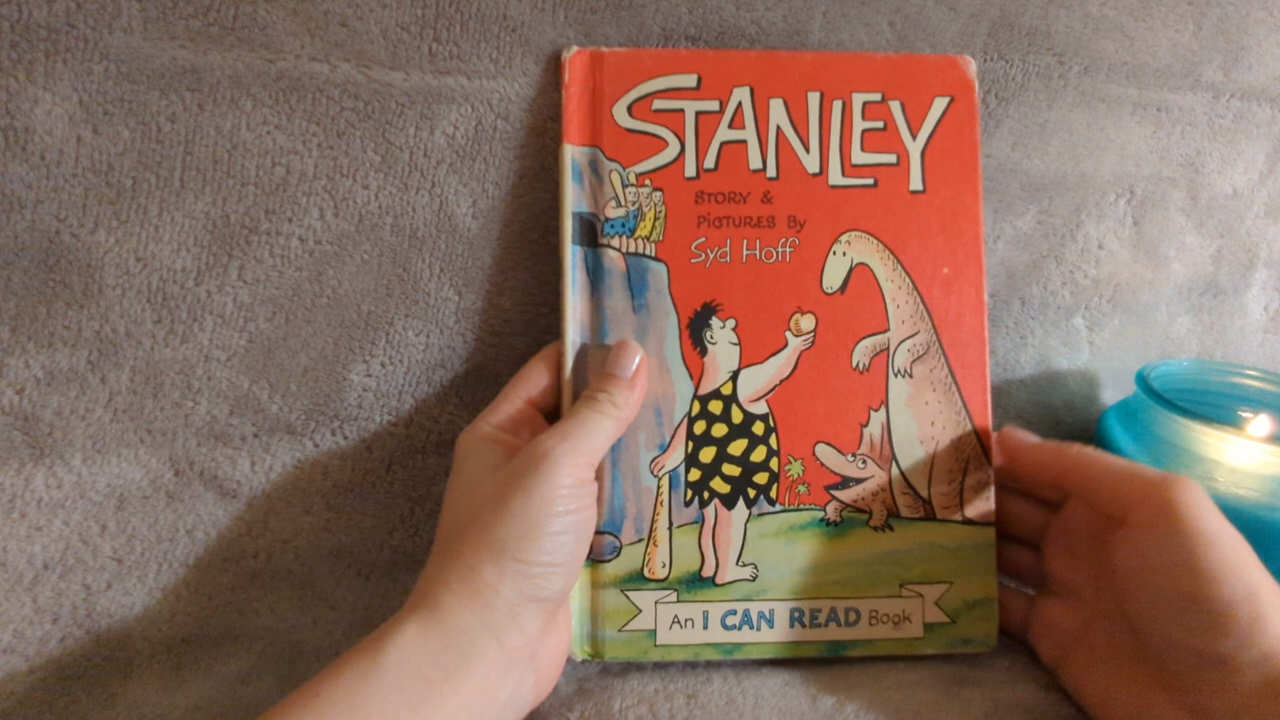 STANLEY
STORY &
PICTURES By
Syd Hoff
An I CAN READ Book